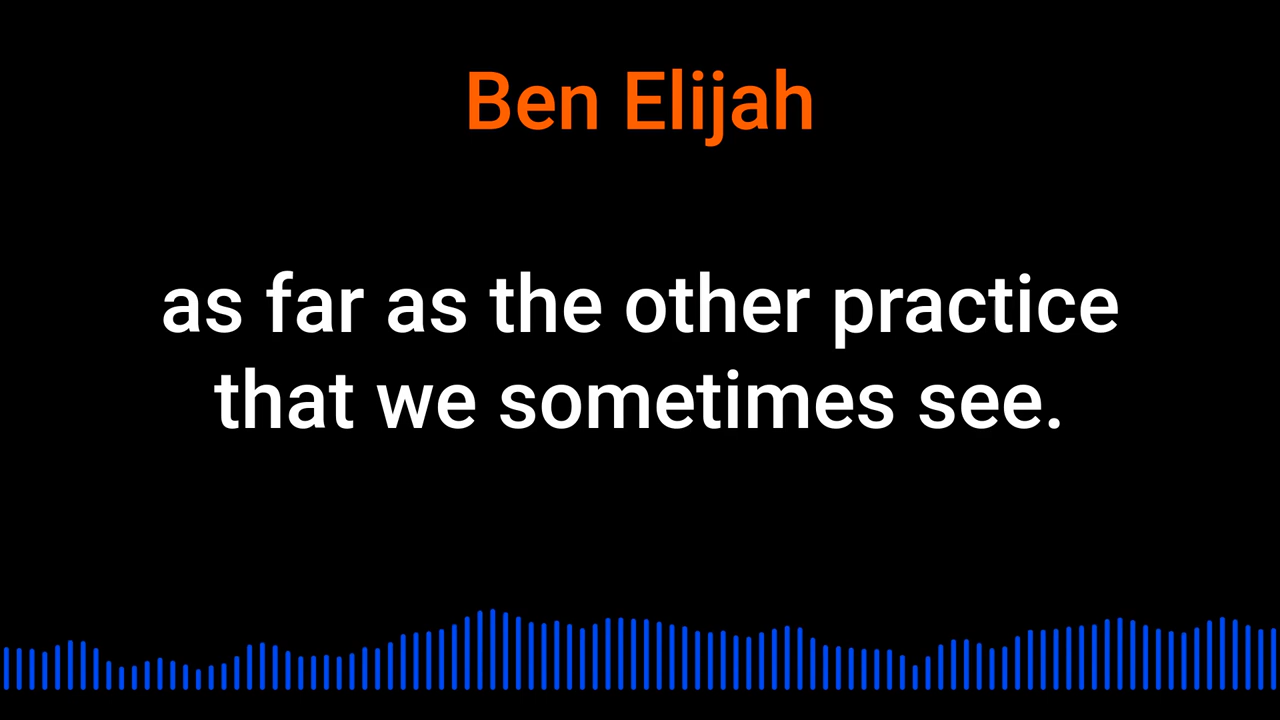 Ben Elijah
as far as the other practice
that we sometimes see.